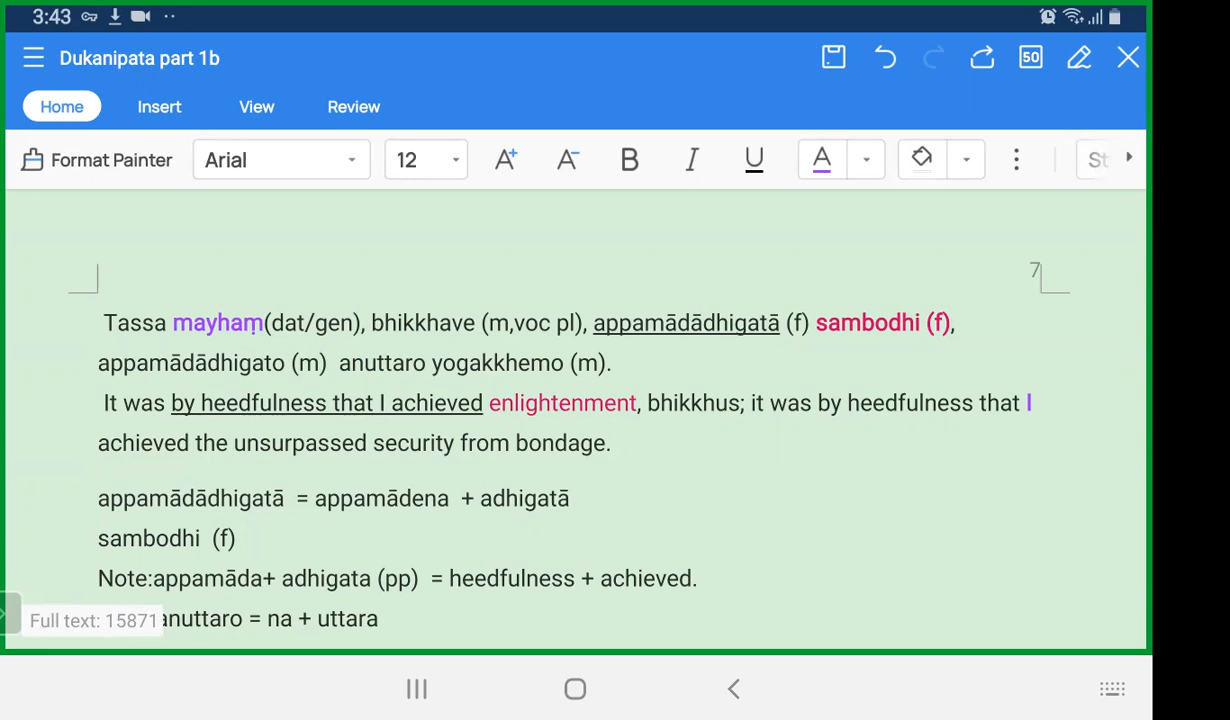 3:43
Dukanipata part 1b
50
Home Insert View Review
Format Painter Arial 12 A+ A- B I U A St
7
Tassa mayhaṃ(dat/gen), bhikkhave (m,voc pl), appamādādhigatā (f) sambodhi (f),
appamādādhigato (m) anuttaro yogakkhemo (m).
It was by heedfulness that I achieved enlightenment, bhikkhus; it was by heedfulness that I
achieved the unsurpassed security from bondage.
appamādādhigatā = appamādena + adhigatā
sambodhi (f)
Note:appamāda+ adhigata (pp) = heedfulness + achieved.
Full text: 15871 anuttaro = na + uttara